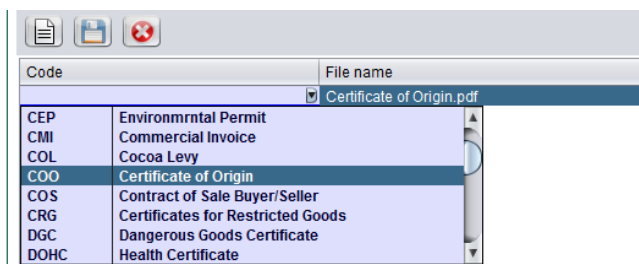 Code File name
Certificate of Origin.pdf
CEP Environmrntal Permit
CMI Commercial Invoice
COL Cocoa Levy
COO Certificate of Origin
COS Contract of Sale Buyer/Seller
CRG Certificates for Restricted Goods
DGC Dangerous Goods Certificate
DOHC Health Certificate